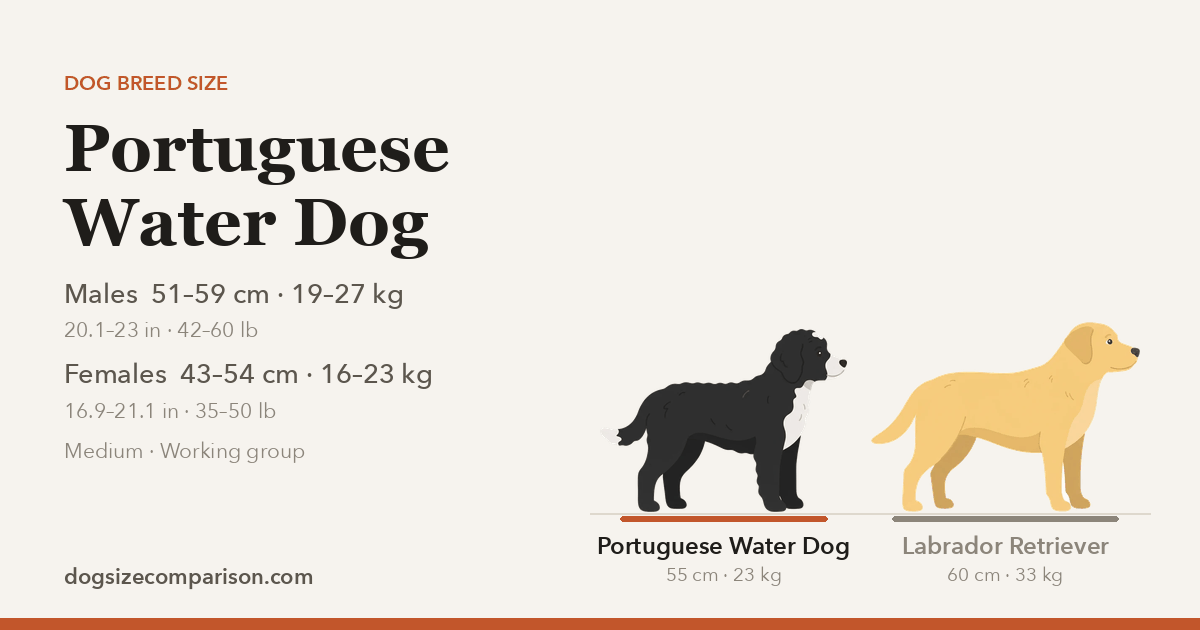 DOG BREED SIZE
Portuguese
Water Dog
Males 51–59 cm · 19–27 kg
20.1–23 in · 42–60 lb
Females 43–54 cm · 16–23 kg
16.9–21.1 in · 35–50 lb
Medium · Working group
dogsizecomparison.com
Portuguese Water Dog
55 cm · 23 kg
Labrador Retriever
60 cm · 33 kg